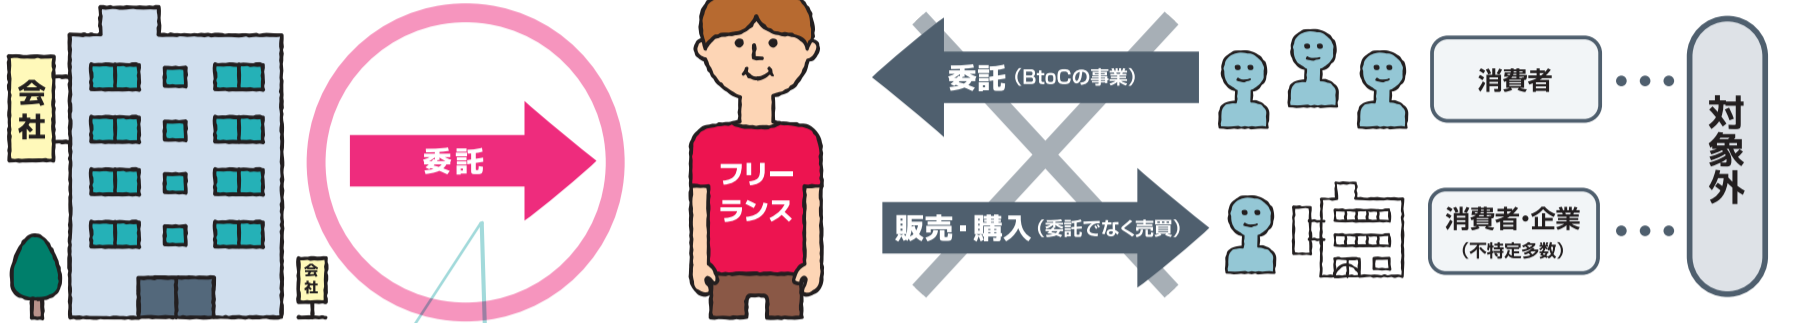 会社
会社
委託
フリー
ランス
委託(BtoCの事業)
消費者
販売・購入(委託でなく売買)
消費者・企業
(不特定多数)
対象外